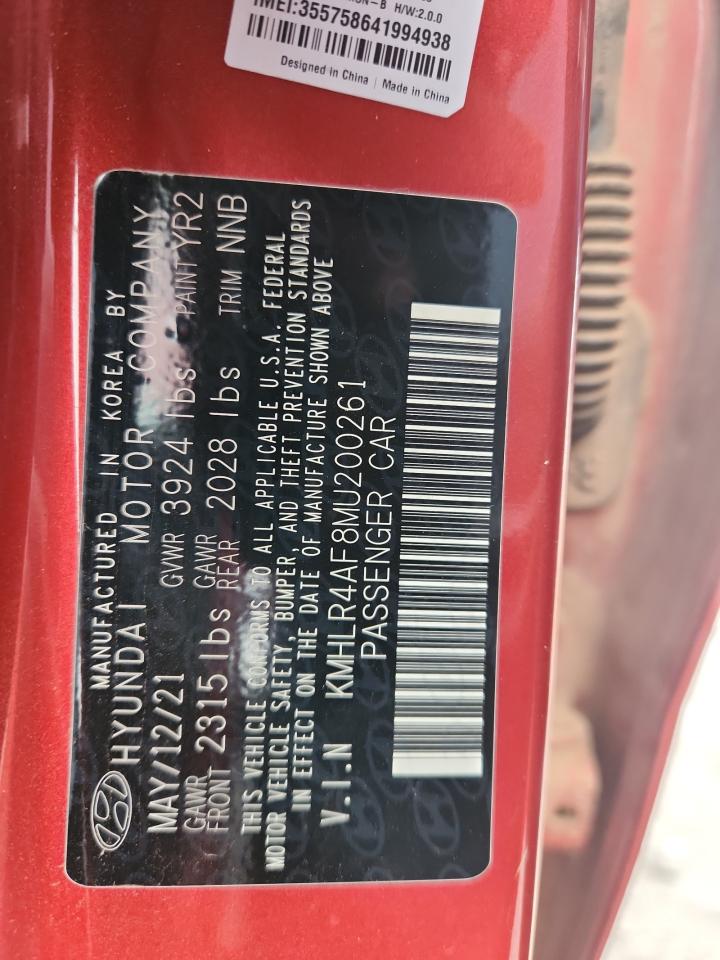 H/W:2.0.0
IMEI:355758641994938
Designed in China | Made in China
MANUFACTURED IN KOREA BY
HYUNDAI MOTOR COMPANY
MAY/12/21 GVWR 3924 lbs PAINT YR2
GAWR FRONT 2315 lbs GAWR REAR 2028 lbs TRIM NNB
THIS VEHICLE CONFORMS TO ALL APPLICABLE U.S.A. FEDERAL
MOTOR VEHICLE SAFETY, BUMPER, AND THEFT PREVENTION STANDARDS
IN EFFECT ON THE DATE OF MANUFACTURE SHOWN ABOVE
V.I.N KMHLR4AF8MU200261
PASSENGER CAR